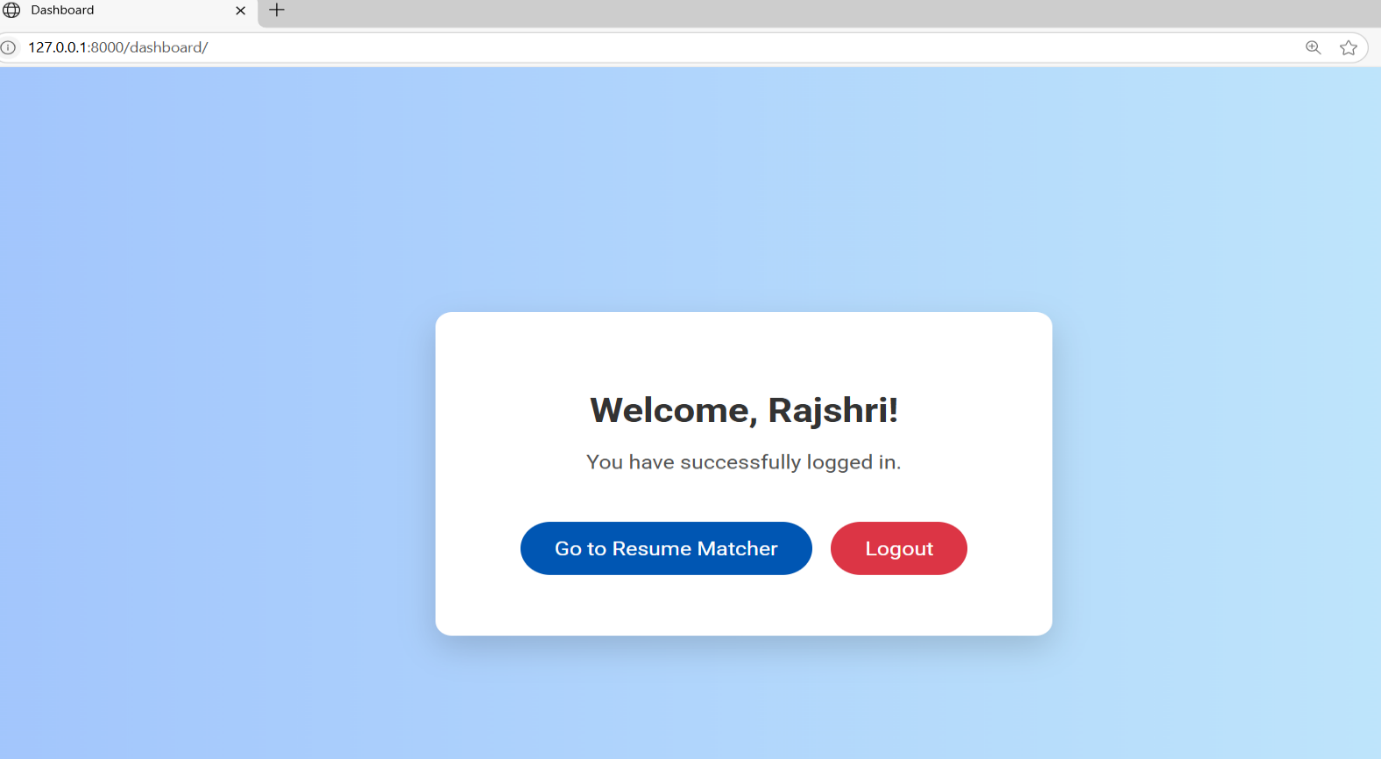 Dashboard
127.0.0.1:8000/dashboard/
Welcome, Rajshri!
You have successfully logged in.
Go to Resume Matcher Logout